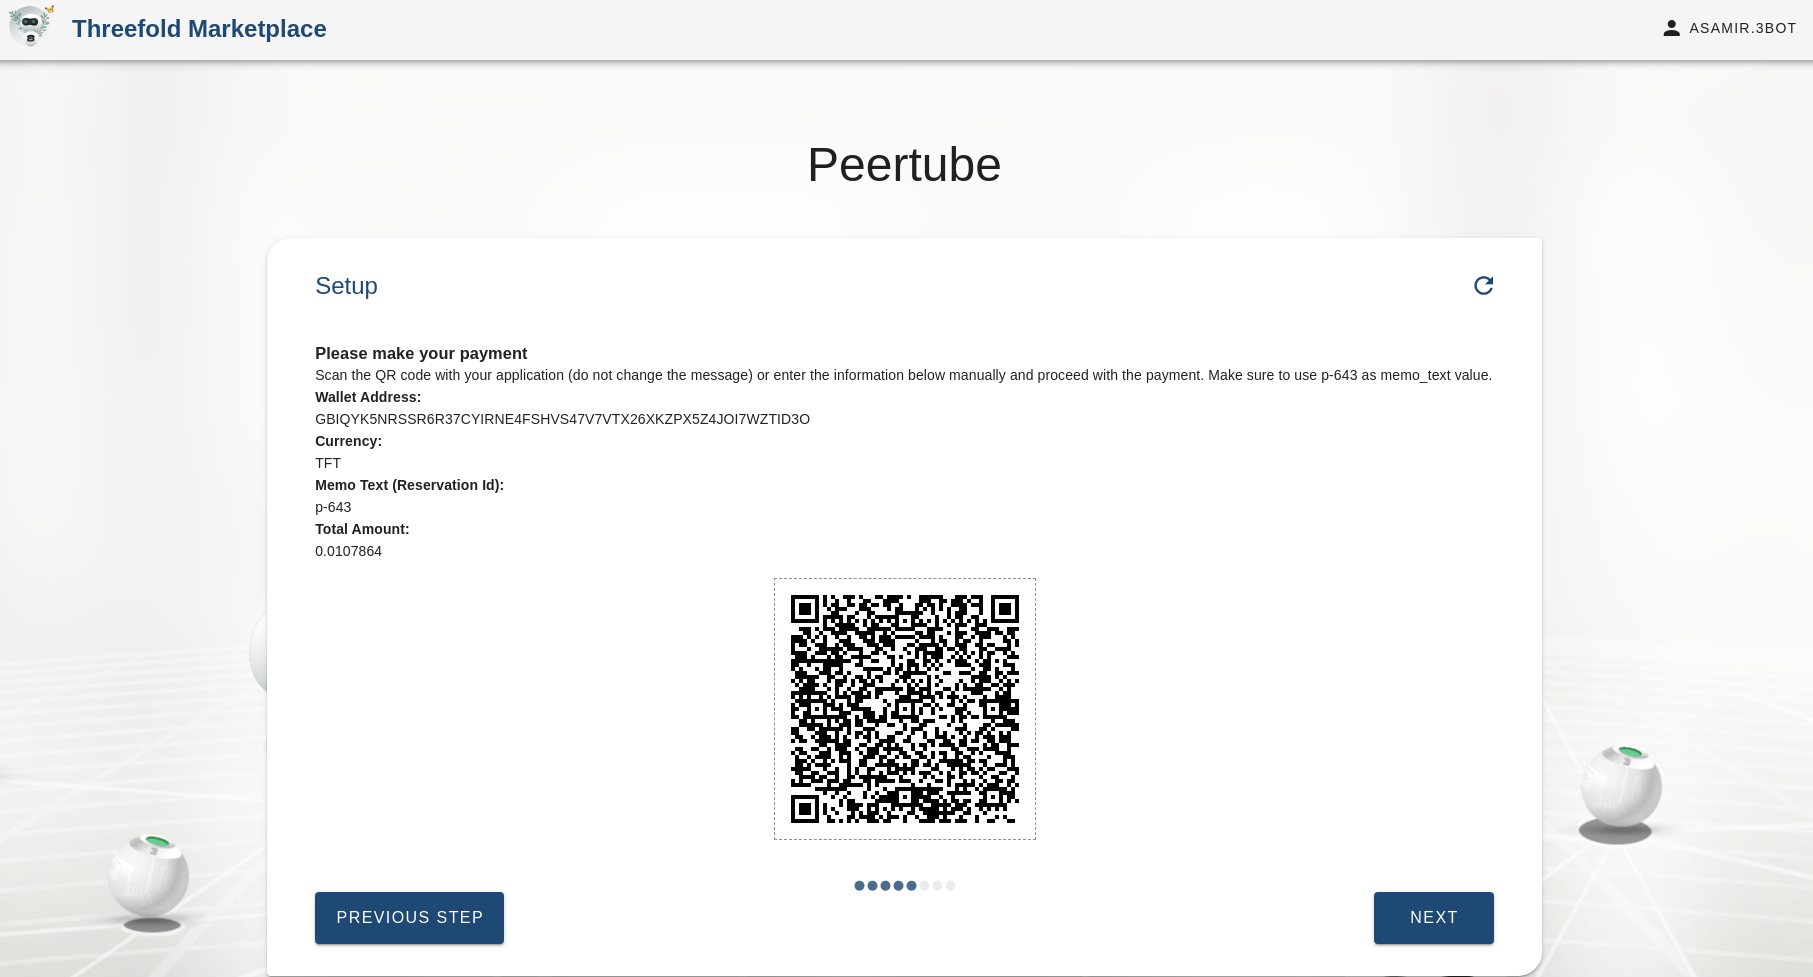 Threefold Marketplace
ASAMIR.3BOT
Peertube
Setup
Please make your payment
Scan the QR code with your application (do not change the message) or enter the information below manually and proceed with the payment. Make sure to use p-643 as memo_text value.
Wallet Address:
GBIQYK5NRSSR6R37CYIRNE4FSHVS47V7VTX26XKZPX5Z4JOI7WZTID3O
Currency:
TFT
Memo Text (Reservation Id):
p-643
Total Amount:
0.0107864
PREVIOUS STEP
NEXT